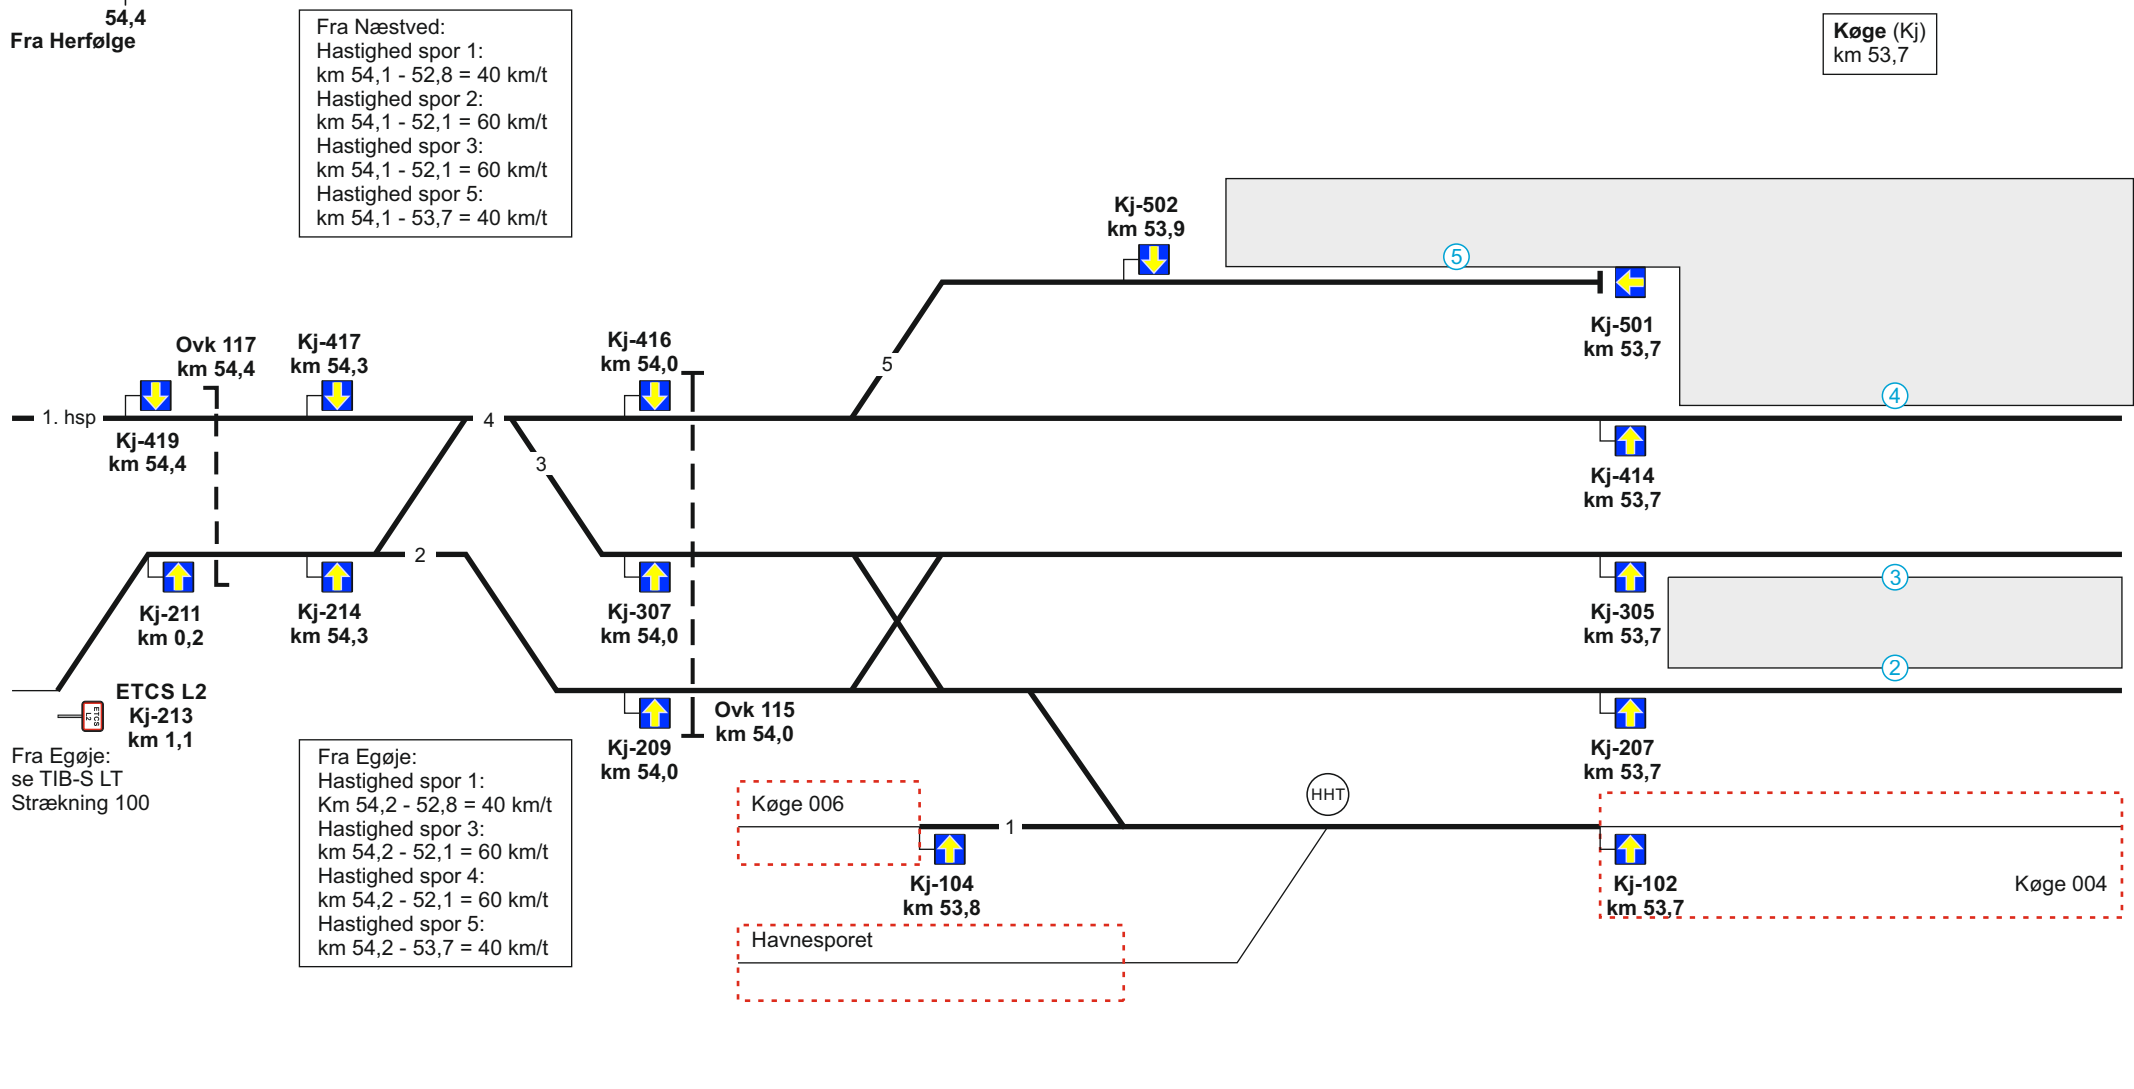 54,4
Fra Herfølge
Fra Næstved:
Hastighed spor 1:
km 54,1 - 52,8 = 40 km/t
Hastighed spor 2:
km 54,1 - 52,1 = 60 km/t
Hastighed spor 3:
km 54,1 - 52,1 = 60 km/t
Hastighed spor 5:
km 54,1 - 53,7 = 40 km/t
Køge (Kj)
km 53,7
Kj-502
km 53,9
5
Kj-501
km 53,7
Ovk 117
km 54,4
Kj-417
km 54,3
Kj-416
km 54,0
5
4
1. hsp
4
Kj-419
km 54,4
3
Kj-414
km 53,7
2
3
Kj-211
km 0,2
Kj-214
km 54,3
Kj-307
km 54,0
Kj-305
km 53,7
2
ETCS L2
Kj-213
km 1,1
ETCS
L2
Fra Egøje:
se TIB-S LT
Strækning 100
Ovk 115
km 54,0
Kj-209
km 54,0
Kj-207
km 53,7
Fra Egøje:
Hastighed spor 1:
Km 54,2 - 52,8 = 40 km/t
Hastighed spor 3:
km 54,2 - 52,1 = 60 km/t
Hastighed spor 4:
km 54,2 - 52,1 = 60 km/t
Hastighed spor 5:
km 54,2 - 53,7 = 40 km/t
Køge 006
HHT
1
Kj-104
km 53,8
Kj-102
km 53,7
Køge 004
Havnesporet